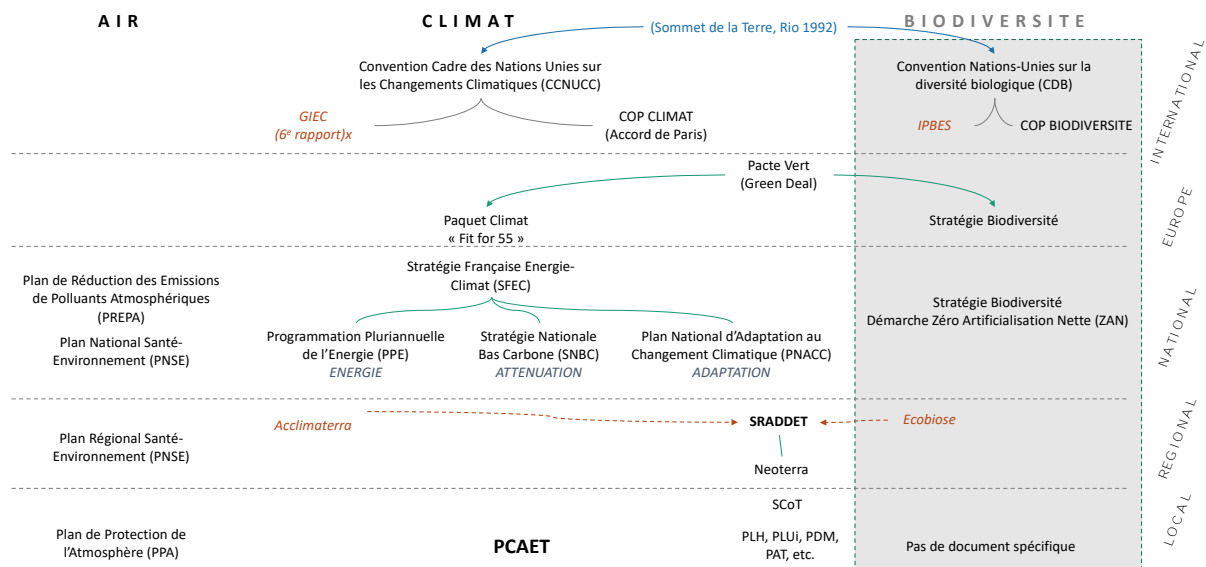 AIR
CLIMAT
BIODIVERSITE
(Sommet de la Terre, Rio 1992)
Convention Cadre des Nations Unies sur
les Changements Climatiques (CCNUCC)
Convention Nations-Unies sur la
diversité biologique (CDB)
GIEC
(6e rapport)x
COP CLIMAT
(Accord de Paris)
IPBES
COP BIODIVERSITE
INTERNATIONAL
Pacte Vert
(Green Deal)
Paquet Climat
« Fit for 55 »
Stratégie Biodiversité
EUROPE
Plan de Réduction des Emissions
de Polluants Atmosphériques
(PREPA)
Plan National Santé-
Environnement (PNSE)
Stratégie Française Energie-
Climat (SFEC)
Programmation Pluriannuelle
de l'Energie (PPE)
ENERGIE
Stratégie Nationale
Bas Carbone (SNBC)
ATTENUATION
Plan National d'Adaptation au
Changement Climatique (PNACC)
ADAPTATION
Stratégie Biodiversité
Démarche Zéro Artificialisation Nette (ZAN)
NATIONAL
Plan Régional Santé-
Environnement (PNSE)
Acclimaterra
SRADDET
Neoterra
Ecobiose
REGIONAL
Plan de Protection de
l'Atmosphère (PPA)
PCAET
SCoT
PLH, PLUi, PDM,
PAT, etc.
Pas de document spécifique
LOCAL